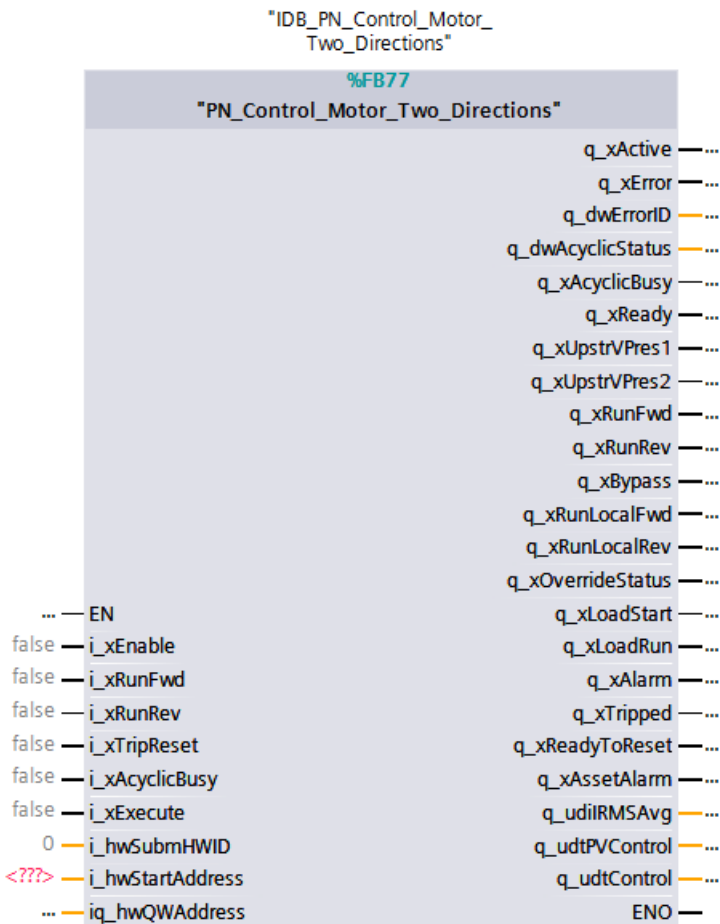 "IDB_PN_Control_Motor_
Two_Directions"
%FB77
"PN_Control_Motor_Two_Directions"
q_xActive ...
q_xError ...
q_dwErrorID ...
q_dwAcyclicStatus ...
q_xAcyclicBusy ...
q_xReady ...
q_xUpstrVPres1 ...
q_xUpstrVPres2 ...
q_xRunFwd ...
q_xRunRev ...
q_xBypass ...
q_xRunLocalFwd ...
q_xRunLocalRev ...
q_xOverrideStatus ...
... EN q_xLoadStart ...
false i_xEnable q_xLoadRun ...
false i_xRunFwd q_xAlarm ...
false i_xRunRev q_xTripped ...
false i_xTripReset q_xReadyToReset ...
false i_xAcyclicBusy q_xAssetAlarm ...
false i_xExecute q_udiIRMSAvg ...
0 i_hwSubmHWID q_udtPVControl ...
<???> i_hwStartAddress q_udtControl ...
... iq_hwQWAddress ENO